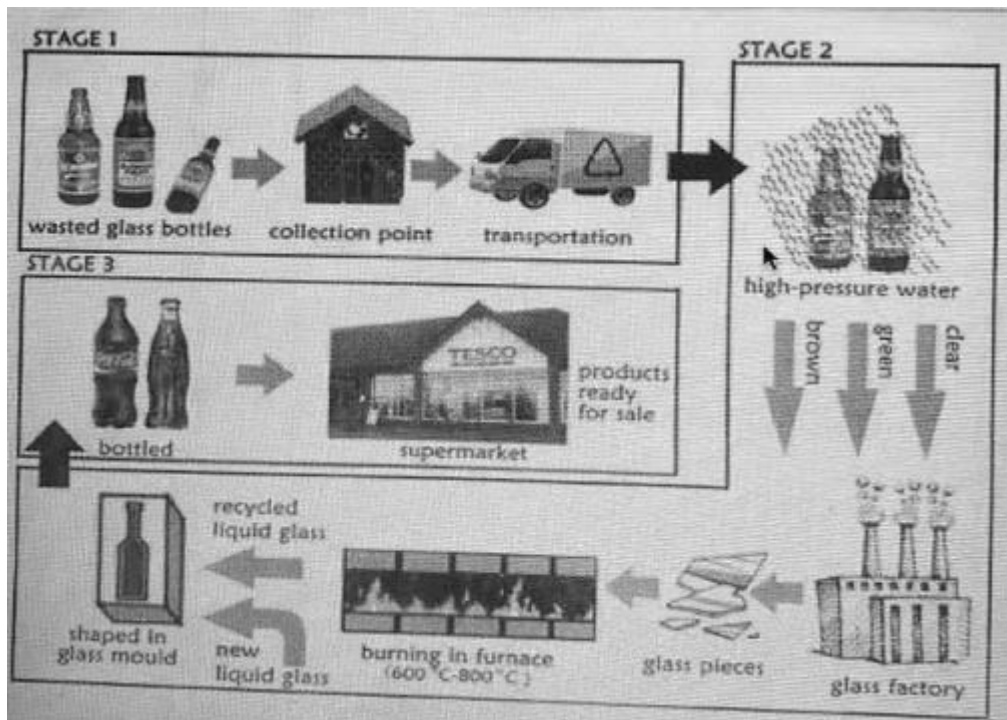 STAGE 1
wasted glass bottles
collection point
transportation
STAGE 2
high-pressure water
brown
green
clear
glass factory
glass pieces
burning in furnace
(600 °C-800°C)
recycled
liquid glass
new
liquid glass
shaped in
glass mould
STAGE 3
bottled
TESCO
supermarket
products
ready
for sale